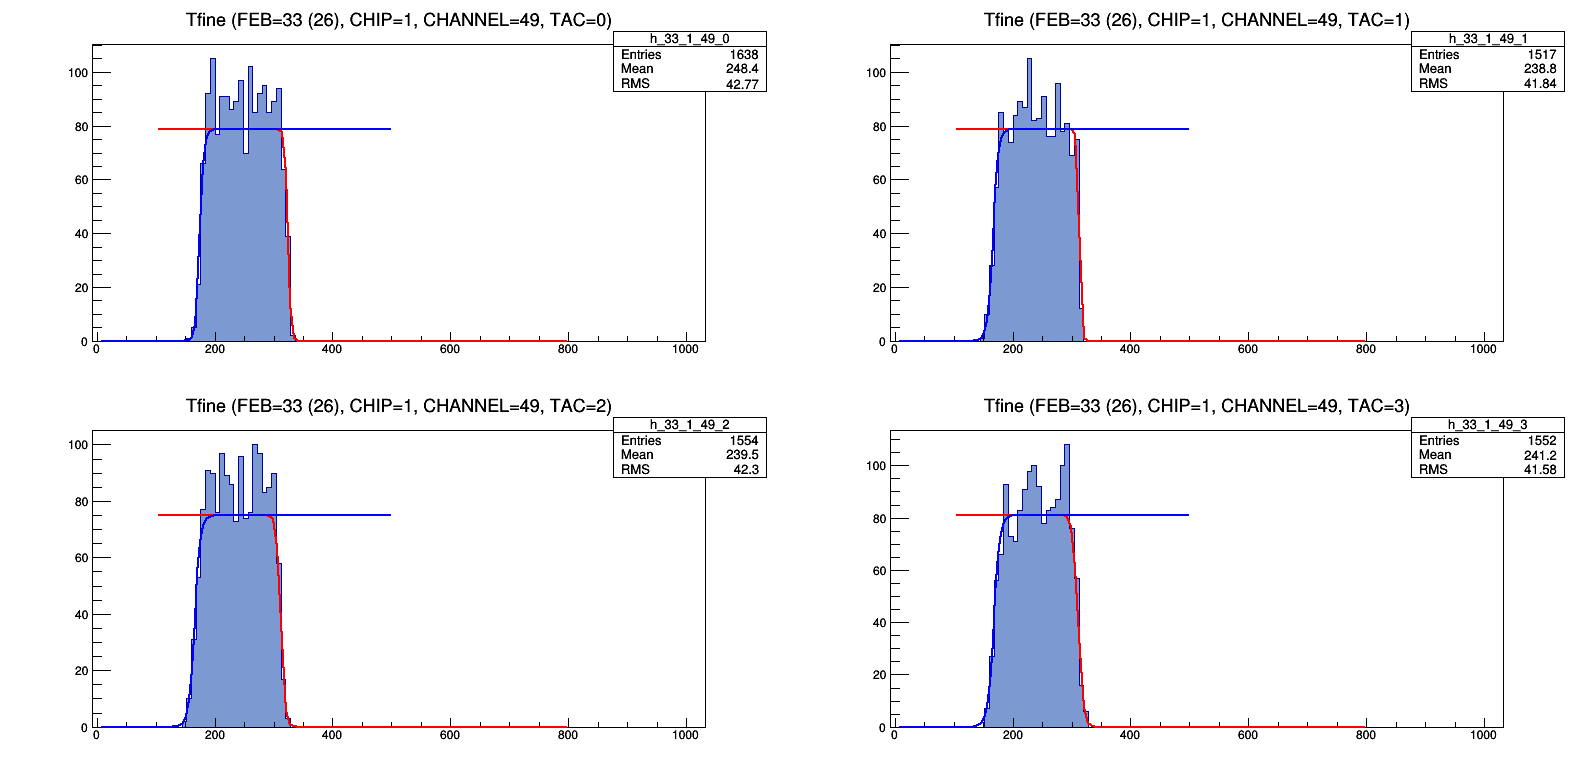 Tfine (FEB=33 (26), CHIP=1, CHANNEL=49, TAC=0)
h_33_1_49_0
Entries 1638
Mean 248.4
RMS 42.77
100
80
60
40
20
0
0 200 400 600 800 1000
Tfine (FEB=33 (26), CHIP=1, CHANNEL=49, TAC=1)
h_33_1_49_1
Entries 1517
Mean 238.8
RMS 41.84
100
80
60
40
20
0
0 200 400 600 800 1000
Tfine (FEB=33 (26), CHIP=1, CHANNEL=49, TAC=2)
h_33_1_49_2
Entries 1554
Mean 239.5
RMS 42.3
100
80
60
40
20
0
0 200 400 600 800 1000
Tfine (FEB=33 (26), CHIP=1, CHANNEL=49, TAC=3)
h_33_1_49_3
Entries 1552
Mean 241.2
RMS 41.58
100
80
60
40
20
0
0 200 400 600 800 1000